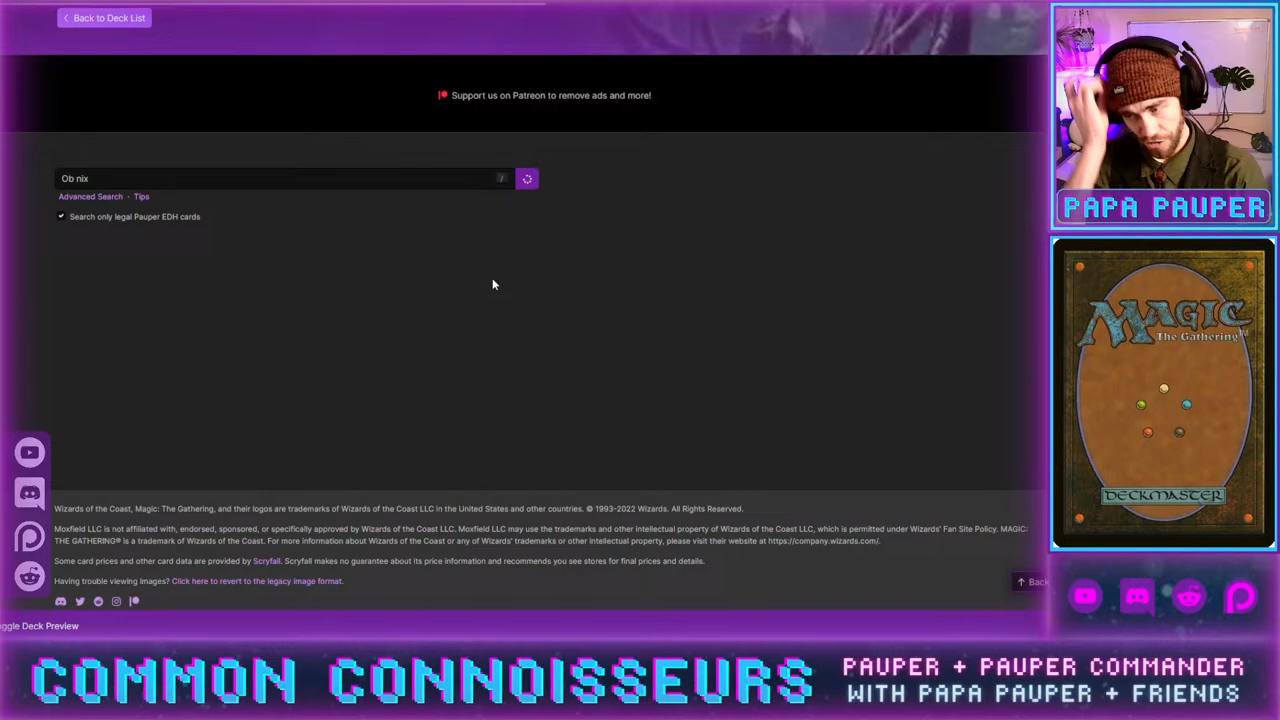 Back to Deck List
Support us on Patreon to remove ads and more!
Ob nix
/
Advanced Search · Tips
Search only legal Pauper EDH cards
PAPA PAUPER
MAGIC
The Gathering
DECKMASTER
Wizards of the Coast, Magic: The Gathering, and their logos are trademarks of Wizards of the Coast LLC in the United States and other countries. © 1993-2022 Wizards. All Rights Reserved.
Moxfield LLC is not affiliated with, endorsed, sponsored, or specifically approved by Wizards of the Coast LLC. Moxfield LLC may use the trademarks and other intellectual property of Wizards of the Coast LLC, which is permitted under Wizards' Fan Site Policy. MAGIC:
THE GATHERING® is a trademark of Wizards of the Coast. For more information about Wizards of the Coast or any of Wizards' trademarks or other intellectual property, please visit their website at https://company.wizards.com/.
Some card prices and other card data are provided by Scryfall. Scryfall makes no guarantee about its price information and recommends you see stores for final prices and details.
Having trouble viewing images? Click here to revert to the legacy image format.
Back
ggle Deck Preview
COMMON CONNOISSEURS
PAUPER + PAUPER COMMANDER
WITH PAPA PAUPER + FRIENDS